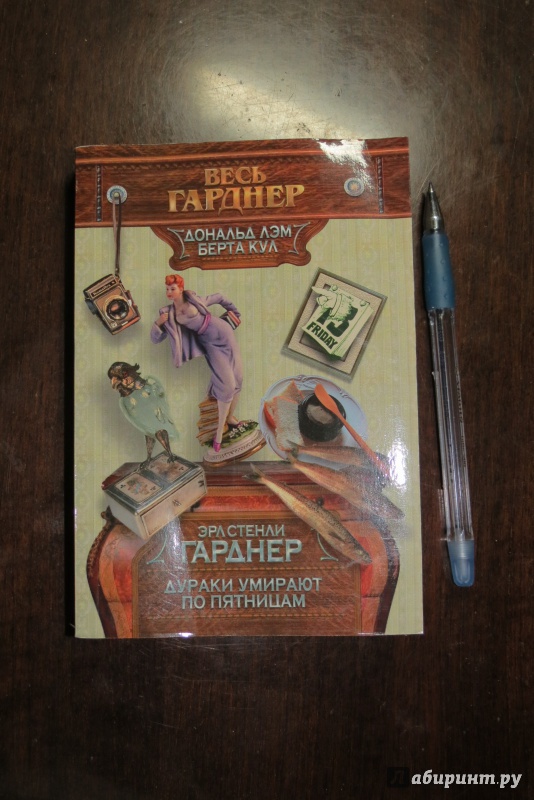 ВЕСЬ
ГАРДНЕР
ДОНАЛЬД ЛЭМ
БЕРТА КУЛ
13
FRIDAY
ЭРЛ СТЕНЛИ
ГАРДНЕР
ДУРАКИ УМИРАЮТ
ПО ПЯТНИЦАМ
Лабиринт.ру